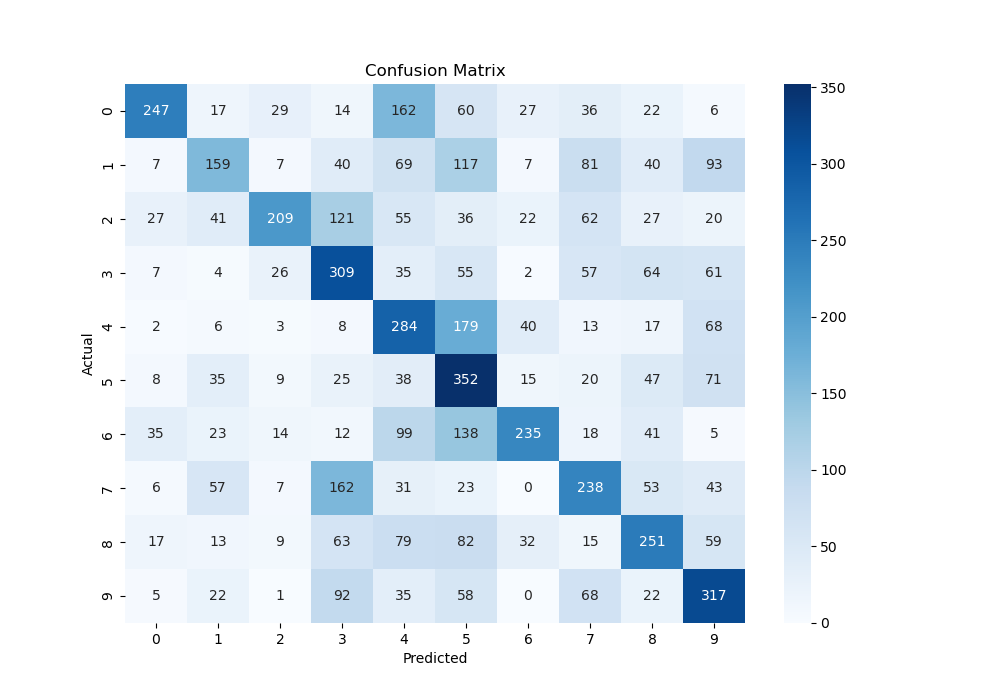 Confusion Matrix
0 247 17 29 14 162 60 27 36 22 6
1 7 159 7 40 69 117 7 81 40 93
2 27 41 209 121 55 36 22 62 27 20
3 7 4 26 309 35 55 2 57 64 61
4 2 6 3 8 284 179 40 13 17 68
5 8 35 9 25 38 352 15 20 47 71
6 35 23 14 12 99 138 235 18 41 5
7 6 57 7 162 31 23 0 238 53 43
8 17 13 9 63 79 82 32 15 251 59
9 5 22 1 92 35 58 0 68 22 317
0 1 2 3 4 5 6 7 8 9
Predicted
Actual
350
300
250
200
150
100
50
0